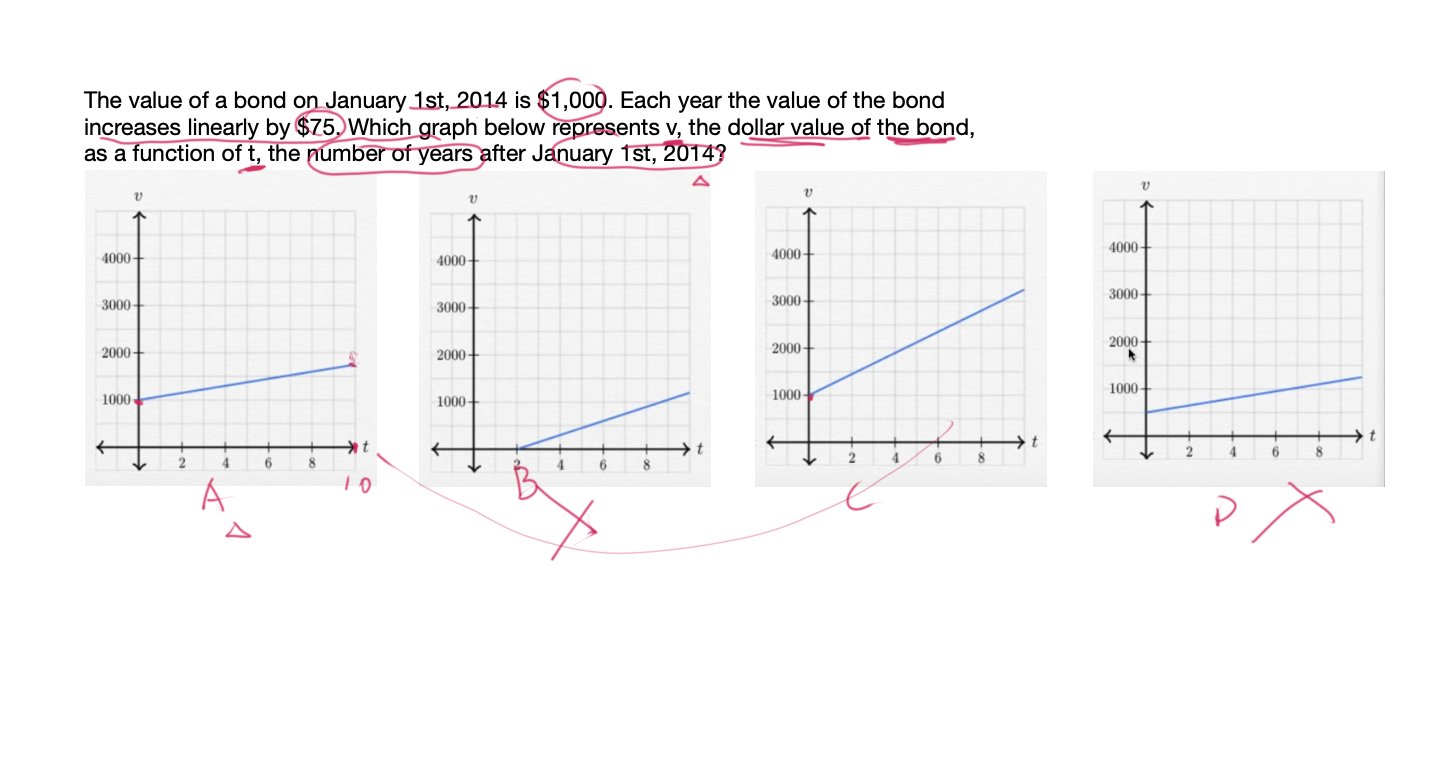 The value of a bond on January 1st, 2014 is $1,000. Each year the value of the bond
increases linearly by $75. Which graph below represents v, the dollar value of the bond,
as a function of t, the number of years after January 1st, 2014?
v v v v
4000 4000 4000 4000
3000 3000 3000 3000
2000 2000 2000 2000
1000 1000 1000 1000
t t t t
2 4 6 8 2 4 6 8 2 4 6 8 2 4 6 8
10
A B C D